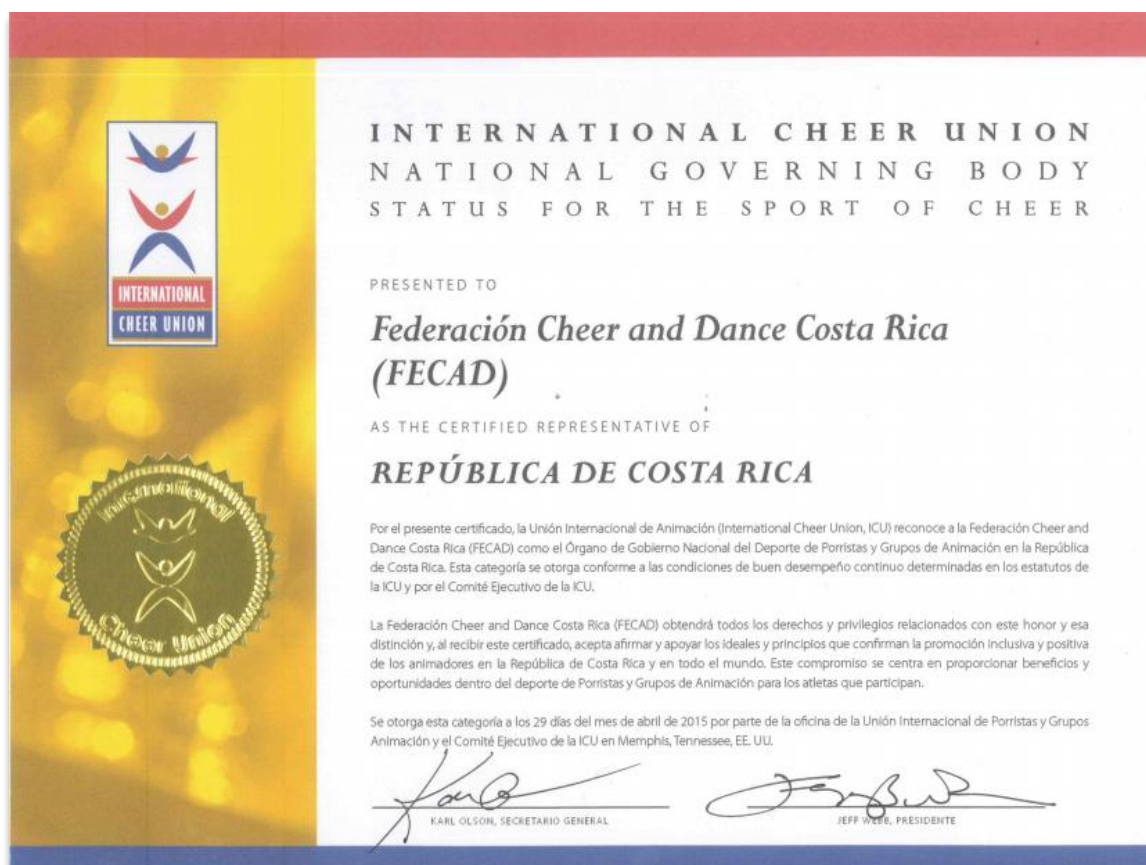 INTERNATIONAL
CHEER UNION
INTERNATIONAL CHEER UNION
NATIONAL GOVERNING BODY
STATUS FOR THE SPORT OF CHEER
PRESENTED TO
Federación Cheer and Dance Costa Rica
(FECAD)
AS THE CERTIFIED REPRESENTATIVE OF
REPÚBLICA DE COSTA RICA
Por el presente certificado, la Unión Internacional de Animación (International Cheer Union, ICU) reconoce a la Federación Cheer and
Dance Costa Rica (FECAD) como el Órgano de Gobierno Nacional del Deporte de Porristas y Grupos de Animación en la República
de Costa Rica. Esta categoría se otorga conforme a las condiciones de buen desempeño continuo determinadas en los estatutos de
la ICU y por el Comité Ejecutivo de la ICU.
La Federación Cheer and Dance Costa Rica (FECAD) obtendrá todos los derechos y privilegios relacionados con este honor y esa
distinción y, al recibir este certificado, acepta afirmar y apoyar los ideales y principios que confirman la promoción inclusiva y positiva
de los animadores en la República de Costa Rica y en todo el mundo. Este compromiso se centra en proporcionar beneficios y
oportunidades dentro del deporte de Porristas y Grupos de Animación para los atletas que participan.
Se otorga esta categoría a los 29 días del mes de abril de 2015 por parte de la oficina de la Unión Internacional de Porristas y Grupos
Animación y el Comité Ejecutivo de la ICU en Memphis, Tennessee, EE. UU.
KARL OLSON, SECRETARIO GENERAL
JEFF WEBB, PRESIDENTE
International
Cheer Union